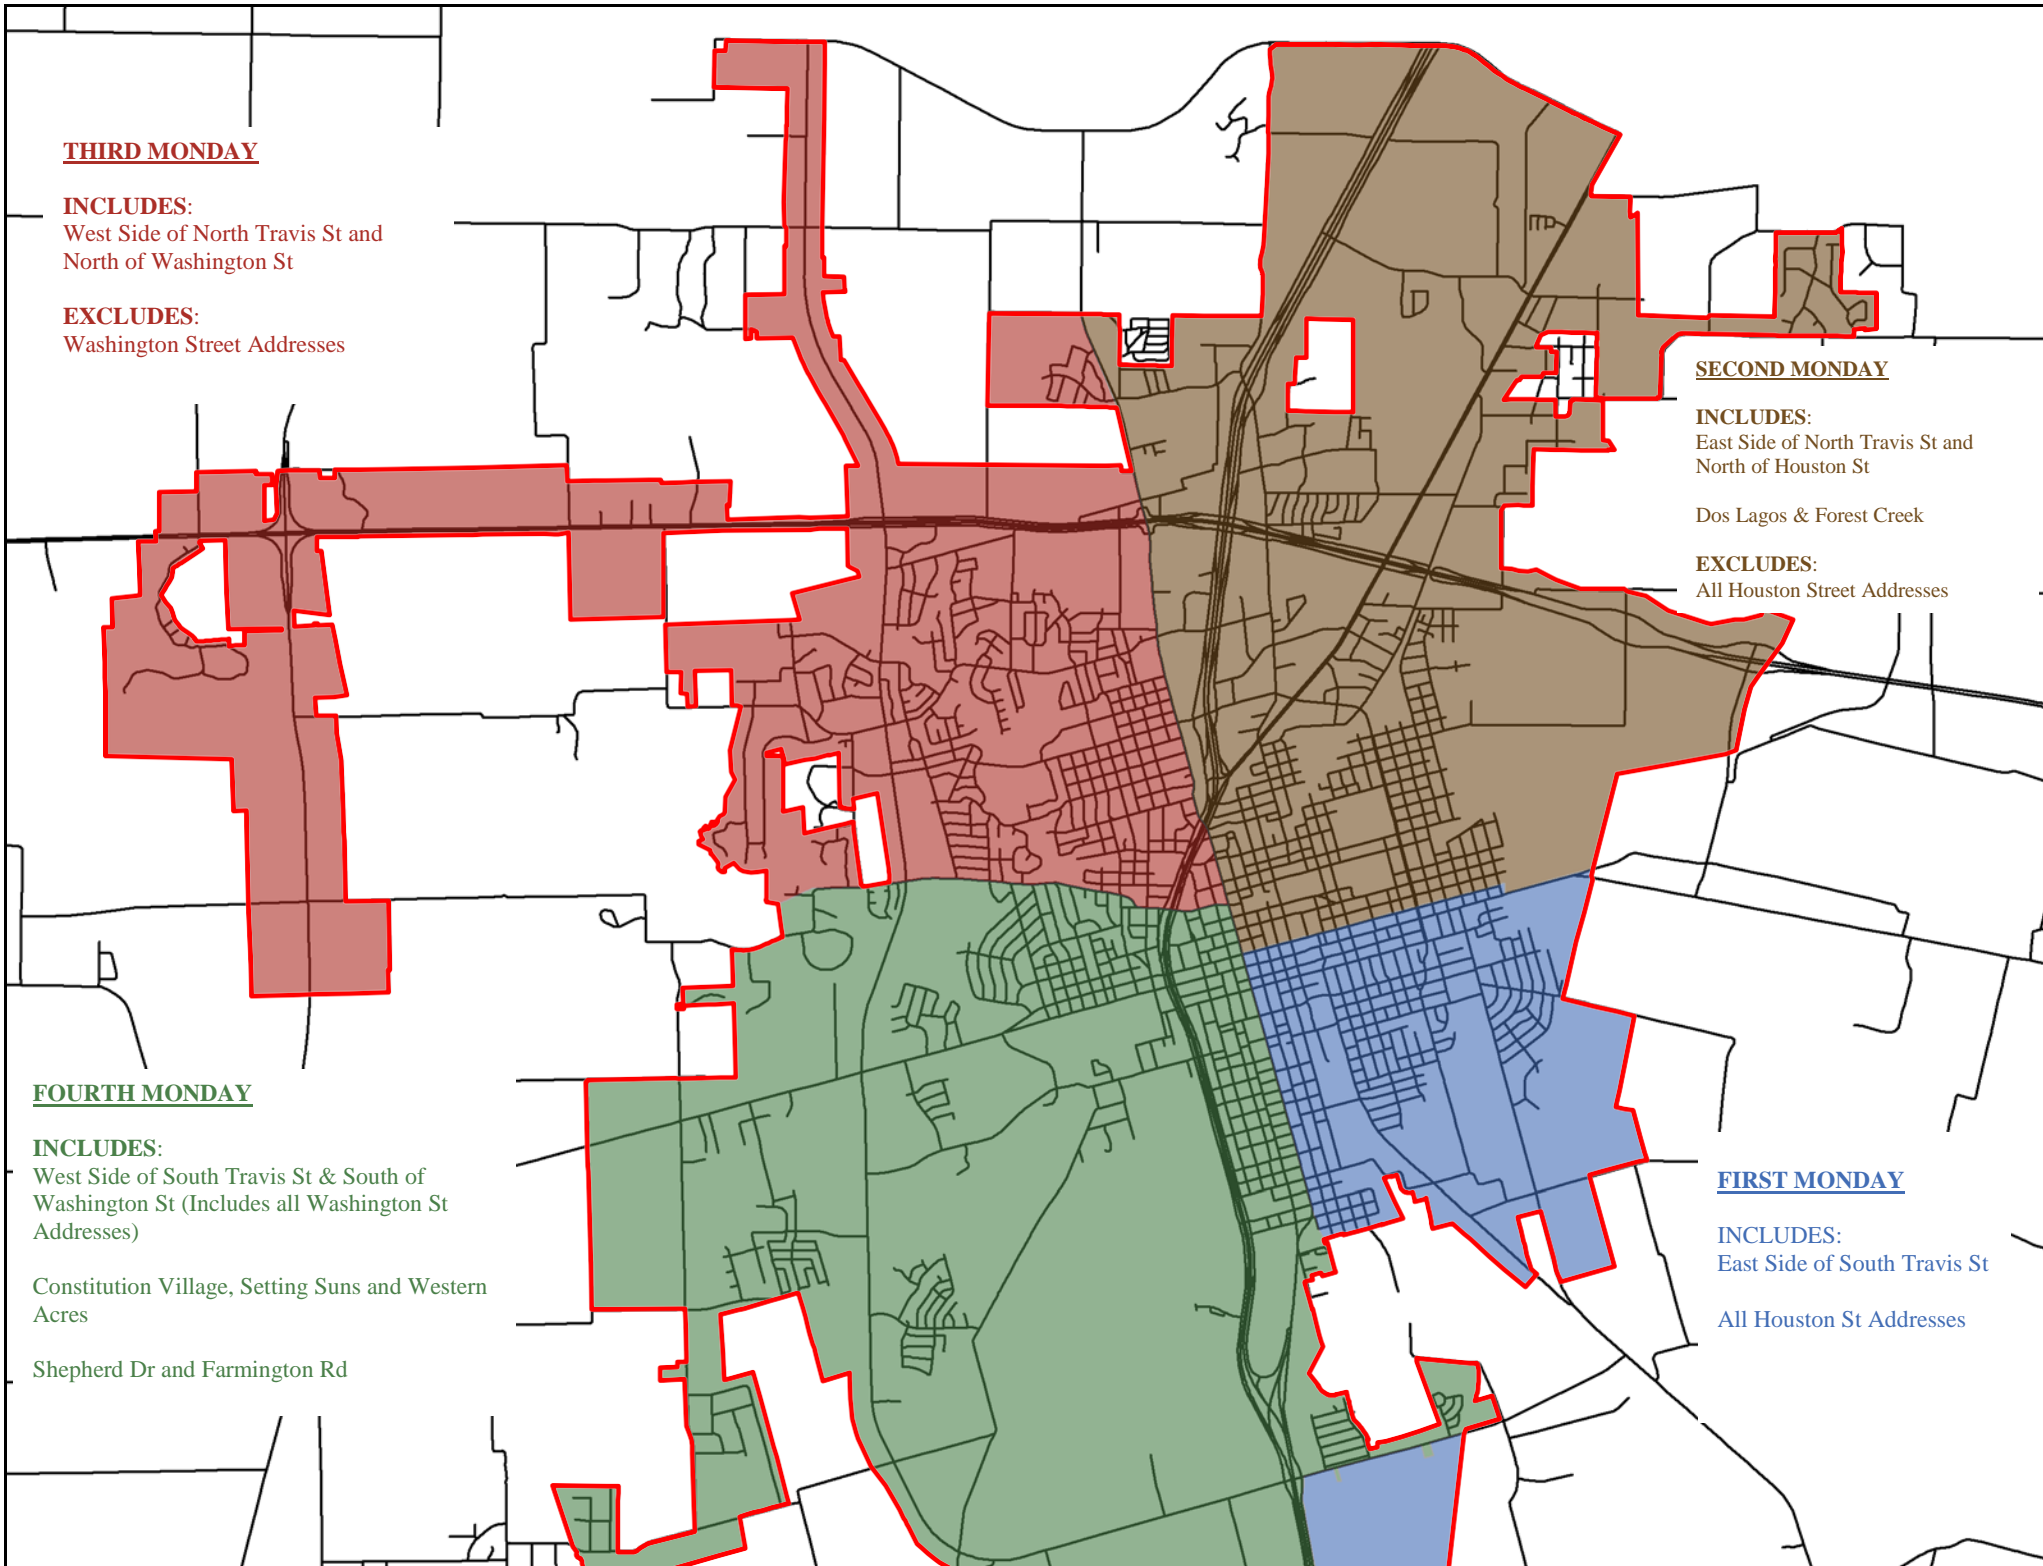 THIRD MONDAY
INCLUDES:
West Side of North Travis St and
North of Washington St
EXCLUDES:
Washington Street Addresses
SECOND MONDAY
INCLUDES:
East Side of North Travis St and
North of Houston St
Dos Lagos & Forest Creek
EXCLUDES:
All Houston Street Addresses
FOURTH MONDAY
INCLUDES:
West Side of South Travis St & South of
Washington St (Includes all Washington St
Addresses)
Constitution Village, Setting Suns and Western
Acres
Shepherd Dr and Farmington Rd
FIRST MONDAY
INCLUDES:
East Side of South Travis St
All Houston St Addresses